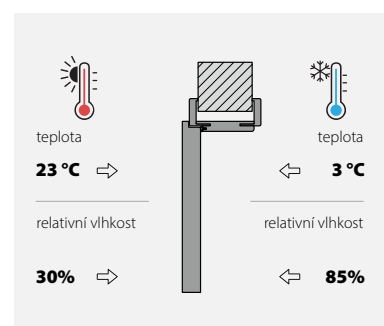 teplota
teplota
23 °C
3 °C
relativní vlhkost
relativní vlhkost
30%
85%